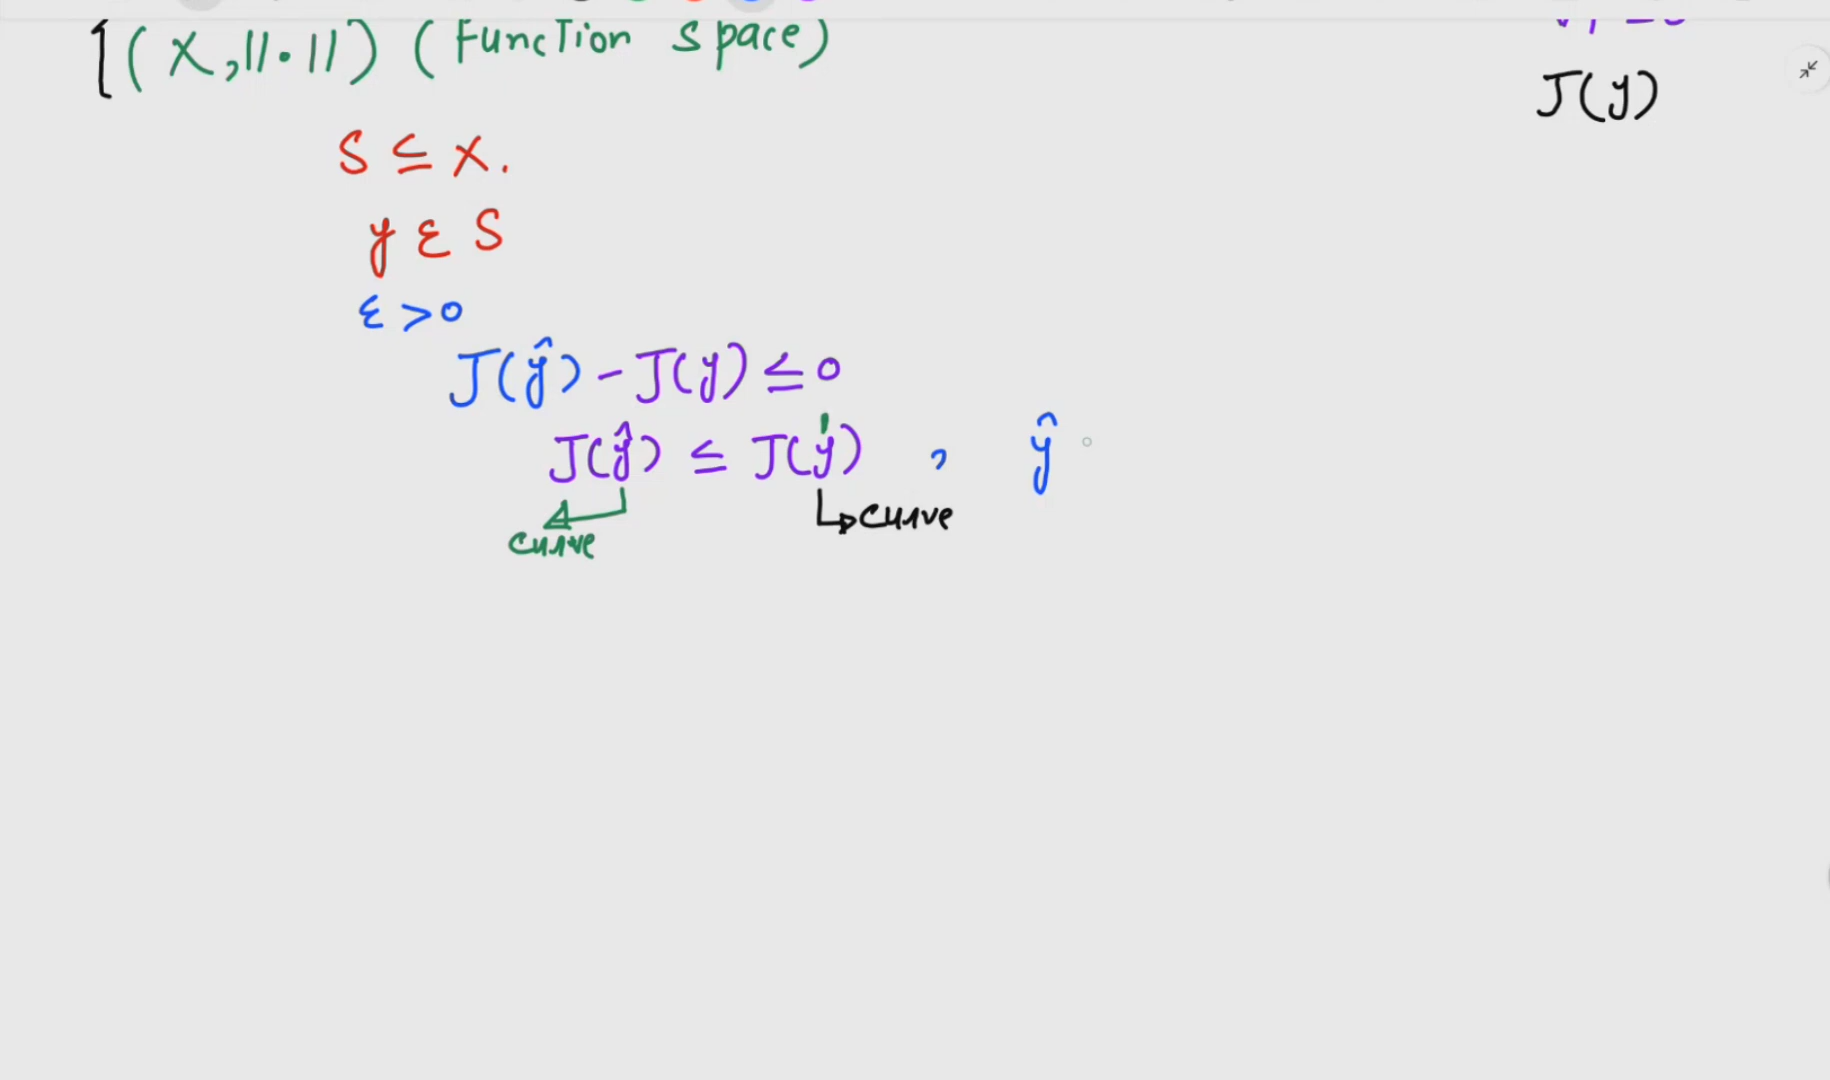 (X,||·||) (Function space)
J(y)
S ⊆ X.
y ε S
ε > 0
J(ŷ) - J(y) ≤ 0
J(ŷ) ≤ J(y) , ŷ
curve
curve